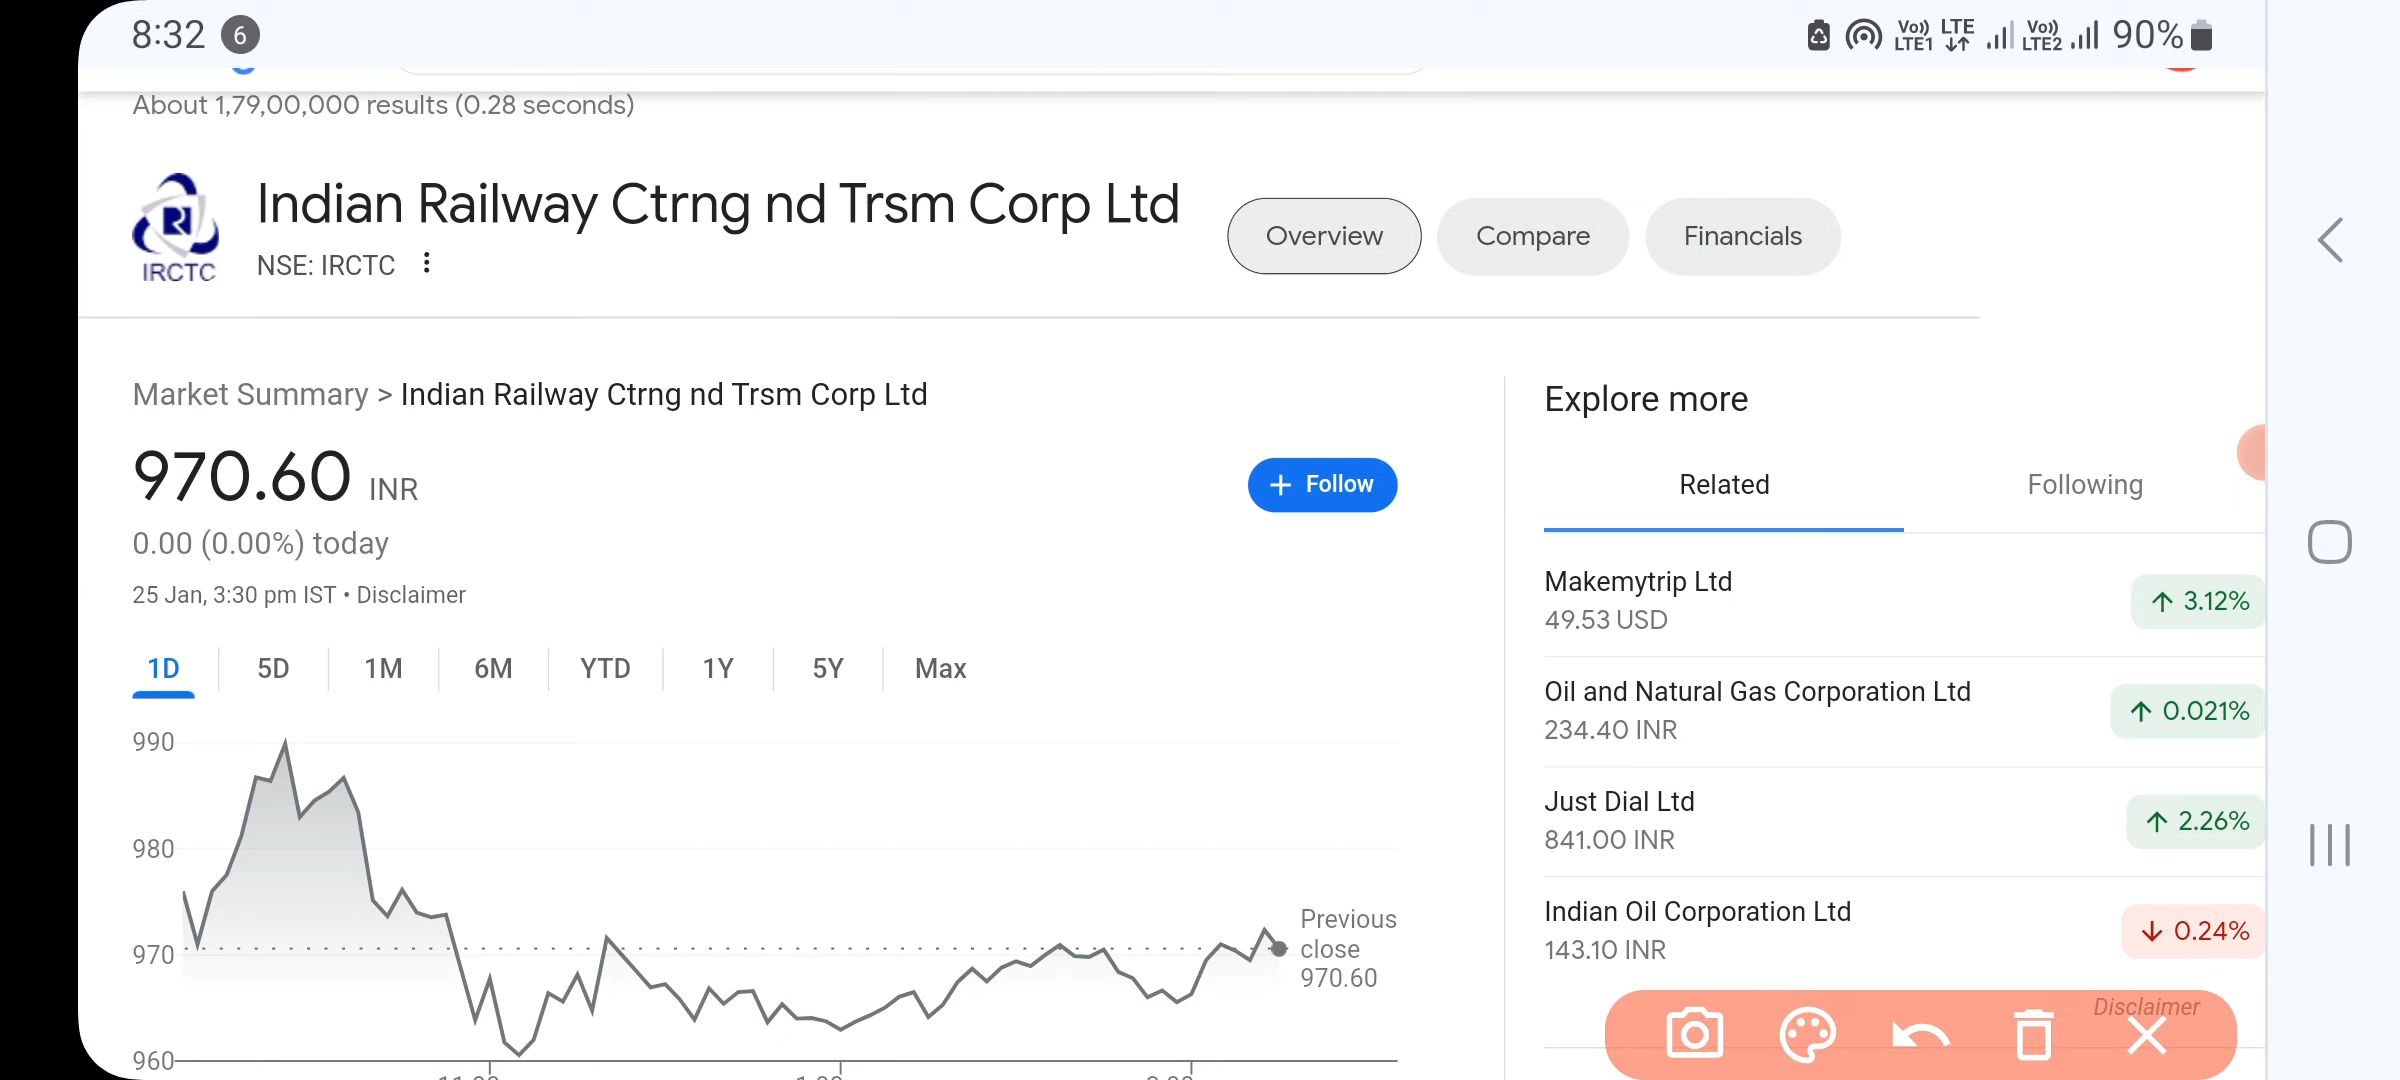 8:32 6 Vo)) LTE1 LTE Vo)) LTE2 90%
About 1,79,00,000 results (0.28 seconds)
IRCTC
Indian Railway Ctrng nd Trsm Corp Ltd
NSE: IRCTC
Overview Compare Financials
Market Summary > Indian Railway Ctrng nd Trsm Corp Ltd
970.60 INR
+ Follow
0.00 (0.00%) today
25 Jan, 3:30 pm IST • Disclaimer
1D 5D 1M 6M YTD 1Y 5Y Max
990
980
970
960
Previous
close
970.60
Explore more
Related Following
Makemytrip Ltd
49.53 USD
↑ 3.12%
Oil and Natural Gas Corporation Ltd
234.40 INR
↑ 0.021%
Just Dial Ltd
841.00 INR
↑ 2.26%
Indian Oil Corporation Ltd
143.10 INR
↓ 0.24%
Disclaimer